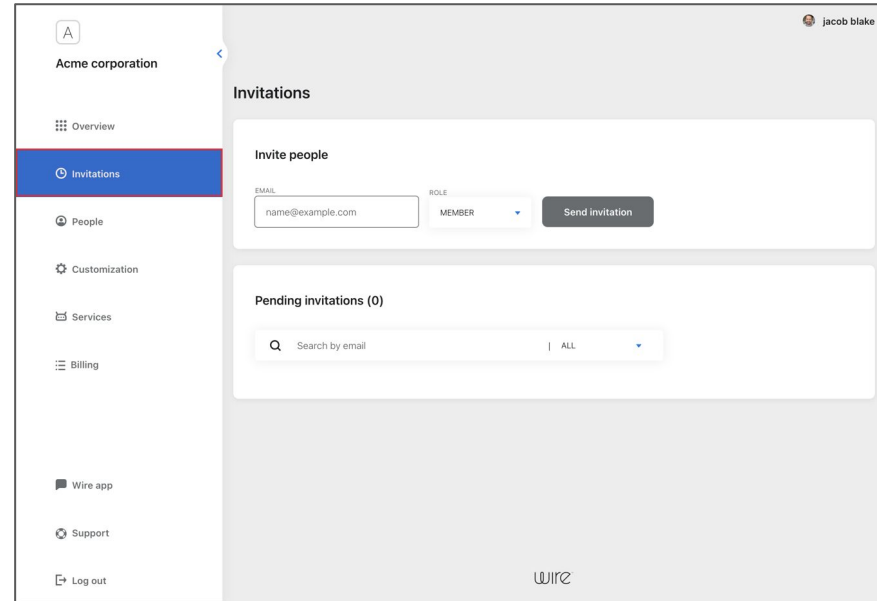 A
jacob blake
Acme corporation
Invitations
Overview
Invite people
Invitations
EMAIL
ROLE
name@example.com
MEMBER
Send invitation
People
Customization
Pending invitations (0)
Services
Search by email
| ALL
Billing
Wire app
Support
wire
Log out